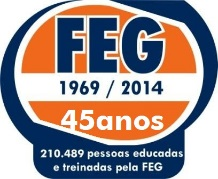 FEG
1969 / 2014
45anos
210.489 pessoas educadas
e treinadas pela FEG